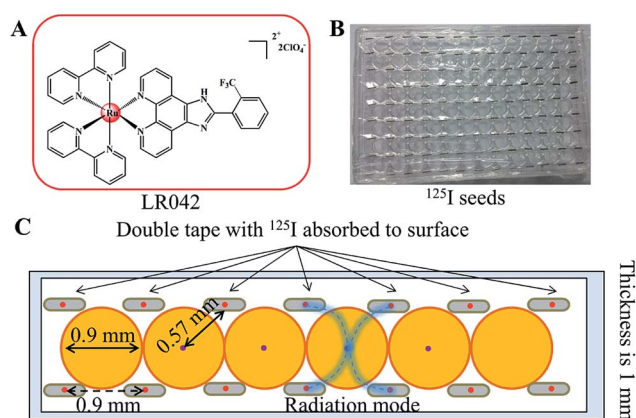 A
B
2+
2ClO₄⁻
N
N
N
N
N
N
Ru
H
N
N
F₃C
LR042
¹²⁵I seeds
C
Double tape with ¹²⁵I absorbed to surface
0.9 mm
0.57 mm
0.9 mm
Radiation mode
Thickness is 1 mm